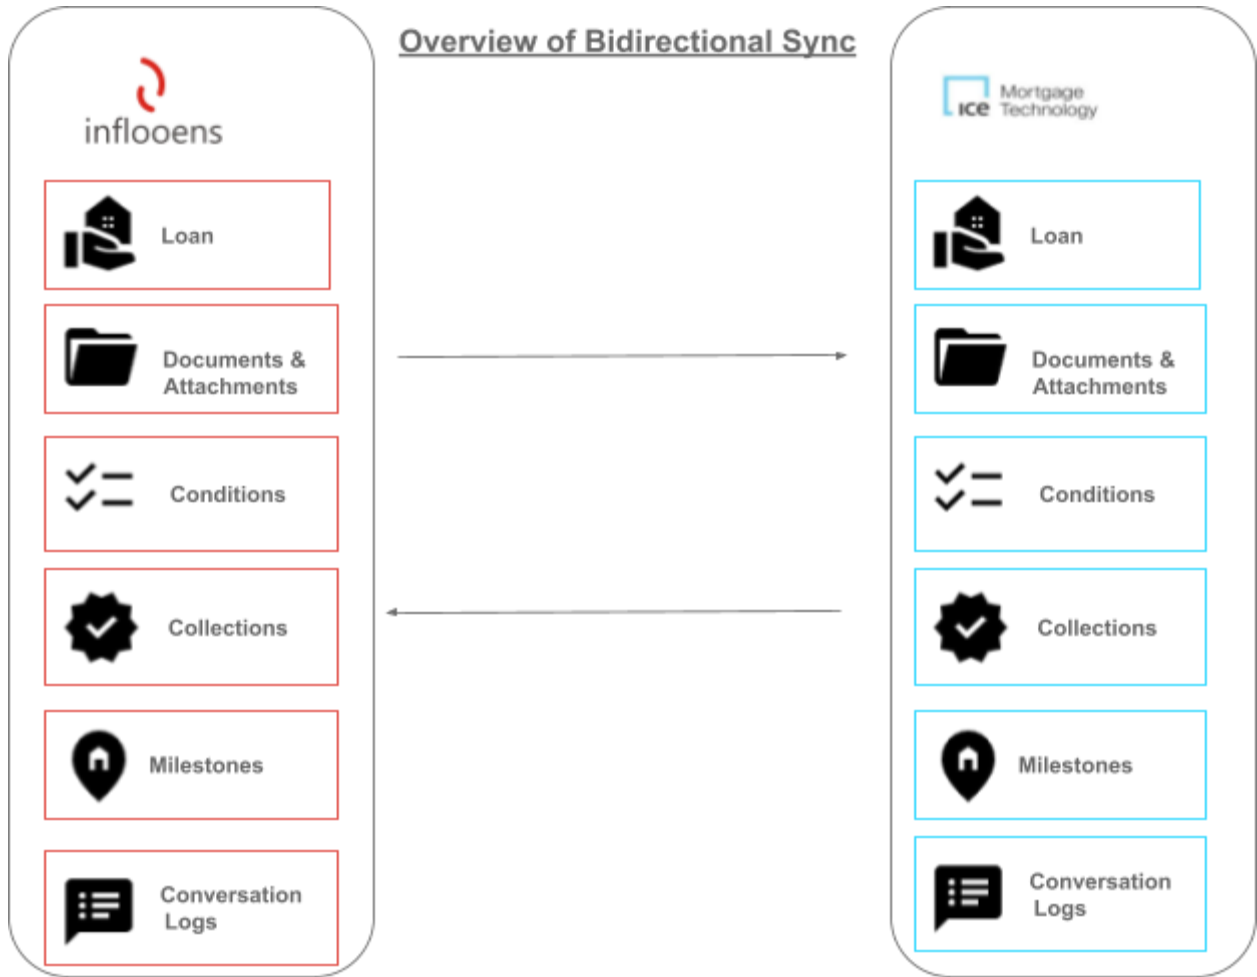 Overview of Bidirectional Sync
inflooens
Loan
Documents &
Attachments
Conditions
Collections
Milestones
Conversation
Logs
ice Mortgage
Technology
Loan
Documents &
Attachments
Conditions
Collections
Milestones
Conversation
Logs